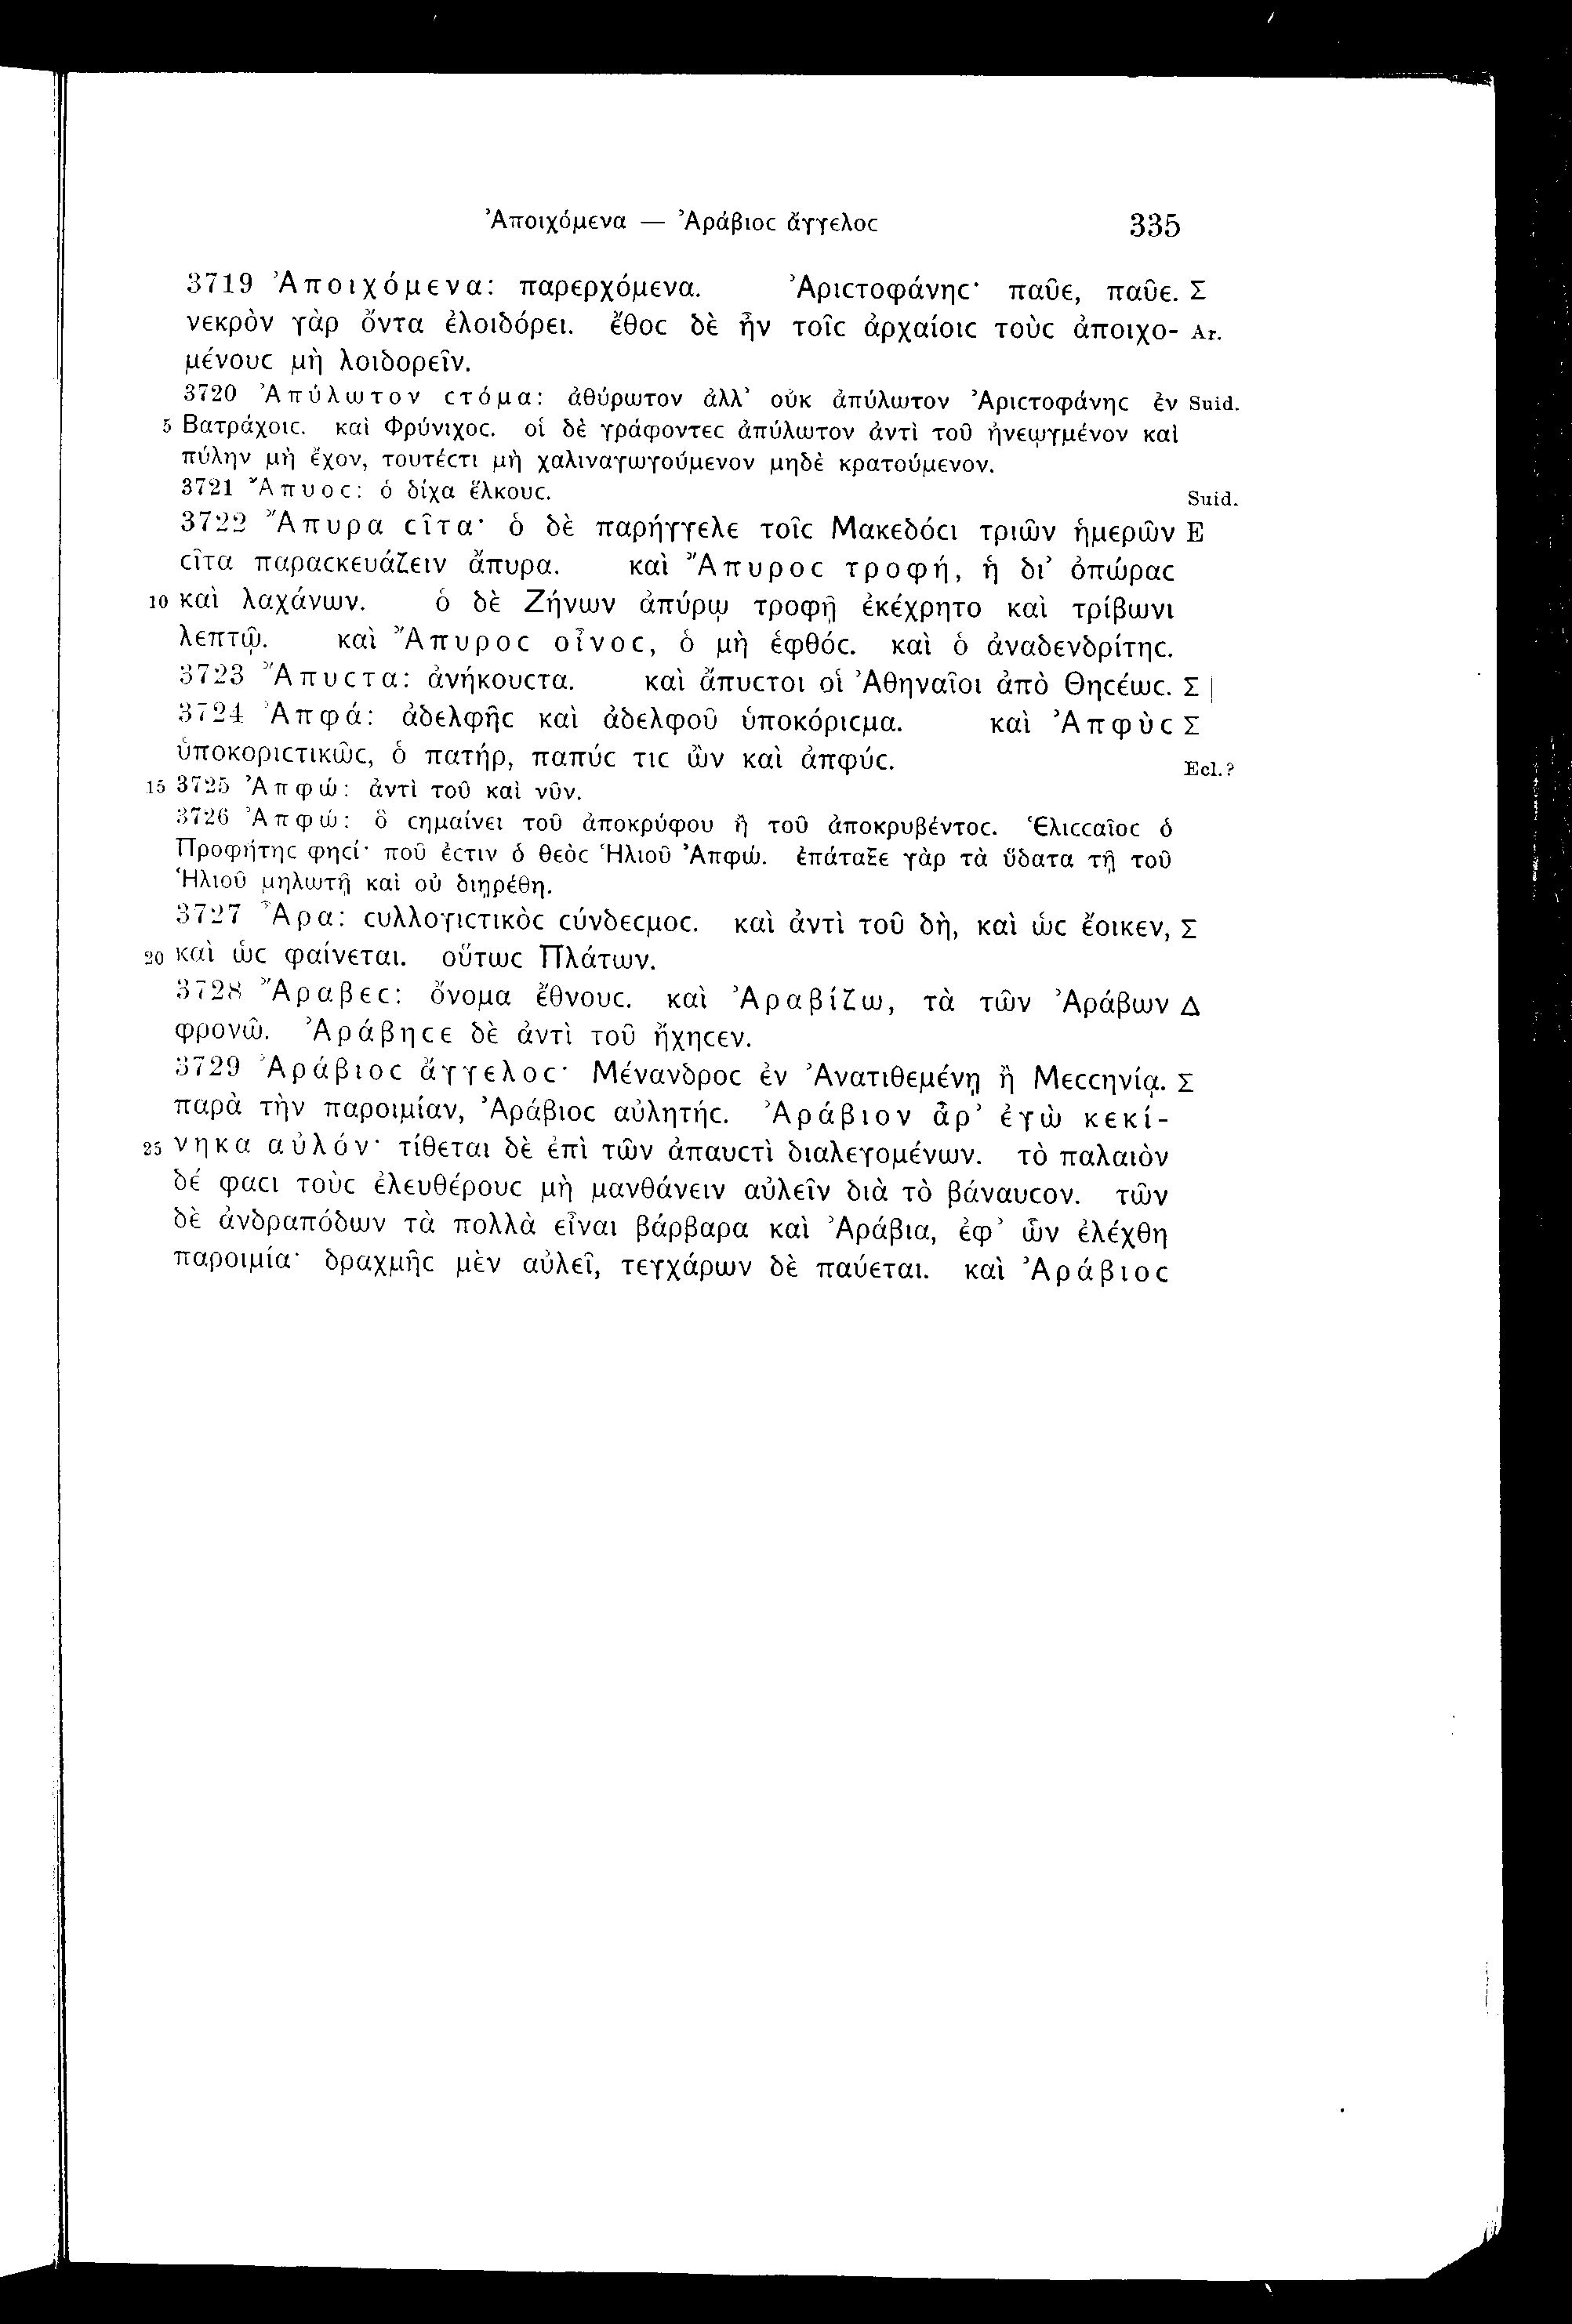 Ἀποιχόμενα — Ἀράβιοϲ ἄγγελοϲ 335
3719 Ἀποιχόμενα: παρερχόμενα. Ἀριϲτοφάνηϲ· παῦε, παῦε. Σ
νεκρὸν γὰρ ὄντα ἐλοιδόρει. ἔθοϲ δὲ ἦν τοῖϲ ἀρχαίοιϲ τοὺϲ ἀποιχο- Ar.
μένουϲ μὴ λοιδορεῖν.
3720 Ἀπύλωτον ϲτόμα: ἀθύρωτον ἀλλ’ οὐκ ἀπύλωτον Ἀριϲτοφάνηϲ ἐν Suid.
5 Βατράχοιϲ. καὶ Φρύνιχοϲ. οἱ δὲ γράφοντεϲ ἀπύλωτον ἀντὶ τοῦ ἠνεῳγμένον καὶ
πύλην μὴ ἔχον, τουτέϲτι μὴ χαλιναγωγούμενον μηδὲ κρατούμενον.
3721 Ἄπυοϲ: ὁ δίχα ἕλκουϲ. Suid.
3722 Ἄπυρα ϲῖτα· ὁ δὲ παρήγγελε τοῖϲ Μακεδόϲι τριῶν ἡμερῶν Ε
ϲῖτα παραϲκευάζειν ἄπυρα. καὶ Ἄπυροϲ τροφή, ἡ δι’ ὀπώραϲ
10 καὶ λαχάνων. ὁ δὲ Ζήνων ἀπύρῳ τροφῇ ἐκέχρητο καὶ τρίβωνι
λεπτῷ. καὶ Ἄπυροϲ οἶνοϲ, ὁ μὴ ἑφθόϲ. καὶ ὁ ἀναδενδρίτηϲ.
3723 Ἄπυϲτα: ἀνήκουϲτα. καὶ ἄπυϲτοι οἱ Ἀθηναῖοι ἀπὸ Θηϲέωϲ. Σ |
3724 Ἀπφά: ἀδελφῆϲ καὶ ἀδελφοῦ ὑποκόριϲμα. καὶ Ἀπφὺϲ Σ
ὑποκοριϲτικῶϲ, ὁ πατήρ, παπύϲ τιϲ ὢν καὶ ἀπφύϲ.
15 3725 Ἀπφώ: ἀντὶ τοῦ καὶ νῦν. Ecl.?
3726 Ἀπφώ: ὃ ϲημαίνει τοῦ ἀποκρύφου ἢ τοῦ ἀποκρυβέντοϲ. Ἑλιϲϲαῖοϲ ὁ
Προφήτηϲ φηϲί· ποῦ ἐϲτιν ὁ θεὸϲ Ἡλιοῦ Ἀπφώ. ἐπάταξε γὰρ τὰ ὕδατα τῇ τοῦ
Ἡλιοῦ μηλωτῇ καὶ οὐ διῃρέθη.
3727 Ἆρα: ϲυλλογιϲτικὸϲ ϲύνδεϲμοϲ. καὶ ἀντὶ τοῦ δὴ, καὶ ὡϲ ἔοικεν, Σ
20 καὶ ὡϲ φαίνεται. οὕτωϲ Πλάτων.
3728 Ἄραβεϲ: ὄνομα ἔθνουϲ. καὶ Ἀραβίζω, τὰ τῶν Ἀράβων Δ
φρονῶ. Ἀράβηϲε δὲ ἀντὶ τοῦ ἤχηϲεν.
3729 Ἀράβιοϲ ἄγγελοϲ· Μένανδροϲ ἐν Ἀνατιθεμένῃ ἢ Μεϲϲηνίᾳ. Σ
παρὰ τὴν παροιμίαν, Ἀράβιοϲ αὐλητήϲ. Ἀράβιον ἆρ’ ἐγὼ κεκί-
25 νηκα αὐλόν· τίθεται δὲ ἐπὶ τῶν ἀπαυϲτὶ διαλεγομένων. τὸ παλαιὸν
δέ φαϲι τοὺϲ ἐλευθέρουϲ μὴ μανθάνειν αὐλεῖν διὰ τὸ βάναυϲον. τῶν
δὲ ἀνδραπόδων τὰ πολλὰ εἶναι βάρβαρα καὶ Ἀράβια, ἐφ’ ὧν ἐλέχθη
παροιμία· δραχμῆϲ μὲν αὐλεῖ, τεγχάρων δὲ παύεται. καὶ Ἀράβιοϲ